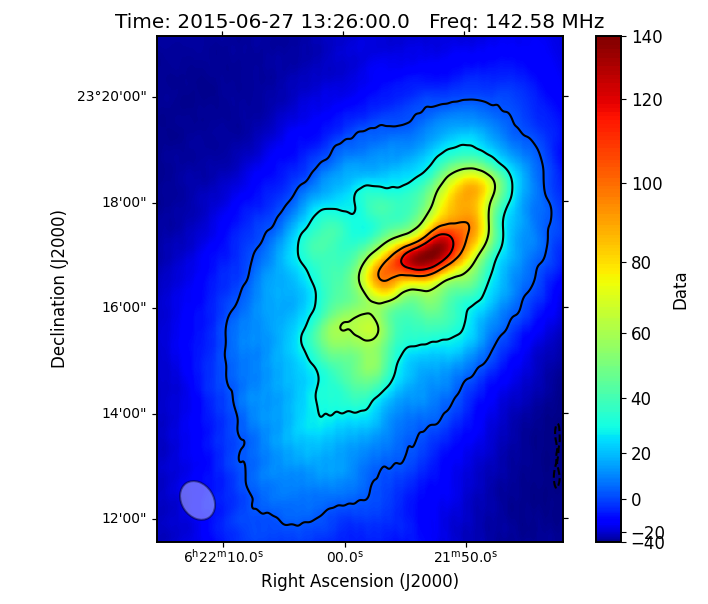 Time: 2015-06-27 13:26:00.0 Freq: 142.58 MHz
Declination (J2000)
23°20'00"
18'00"
16'00"
14'00"
12'00"
6ʰ22ᵐ10.0ˢ
00.0ˢ
21ᵐ50.0ˢ
Right Ascension (J2000)
140
120
100
80
60
40
20
0
−20
−40
Data